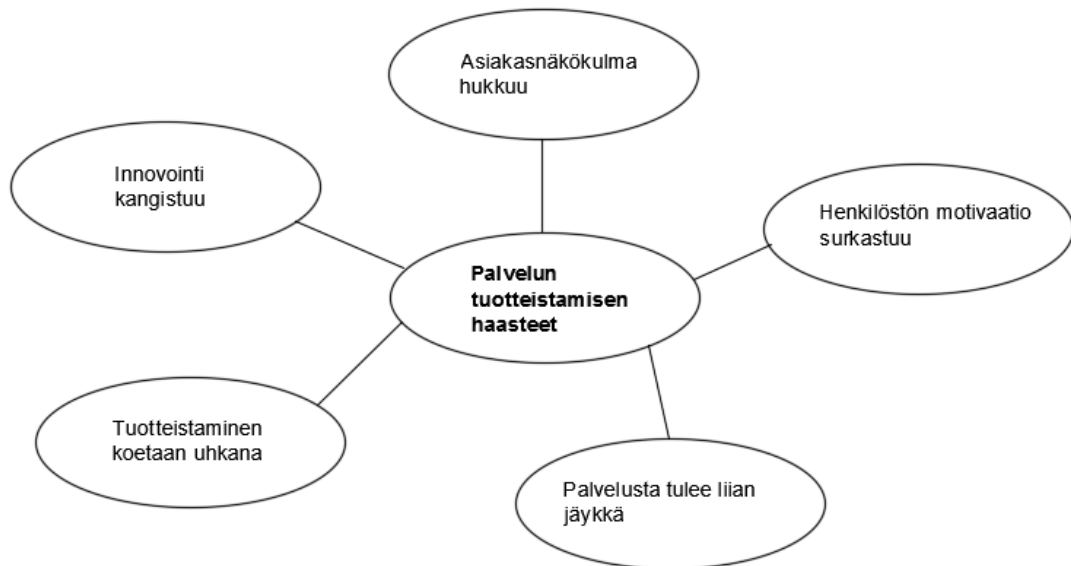 Asiakasnäkökulma
hukkuu
Innovointi
kangistuu
Henkilöstön motivaatio
surkastuu
Palvelun
tuotteistamisen
haasteet
Tuotteistaminen
koetaan uhkana
Palvelusta tulee liian
jäykkä